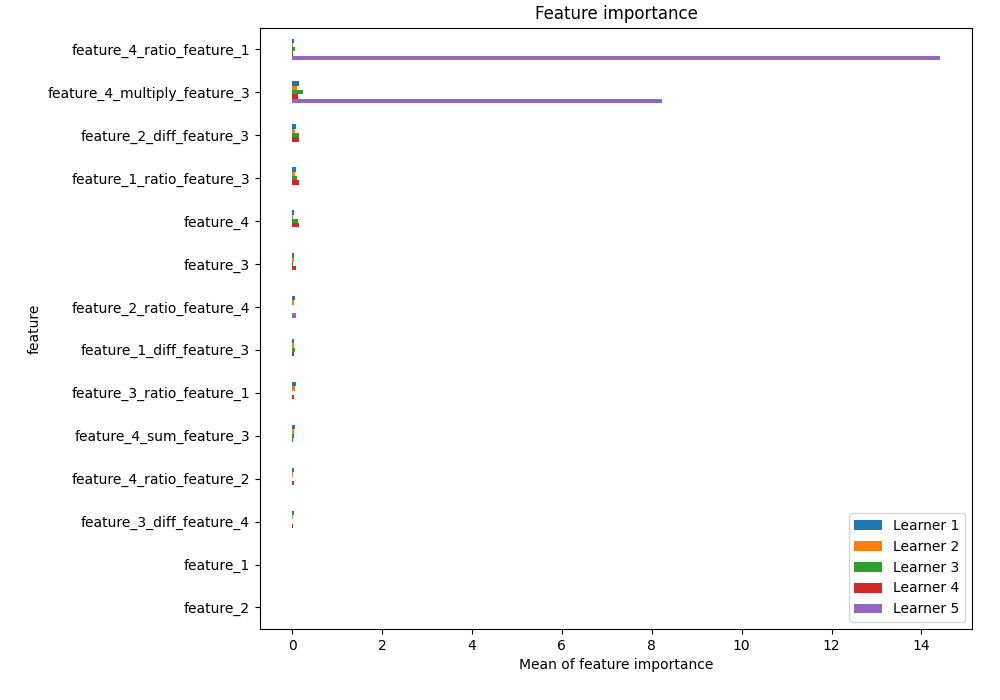 Feature importance
feature_4_ratio_feature_1
feature_4_multiply_feature_3
feature_2_diff_feature_3
feature_1_ratio_feature_3
feature_4
feature_3
feature_2_ratio_feature_4
feature_1_diff_feature_3
feature_3_ratio_feature_1
feature_4_sum_feature_3
feature_4_ratio_feature_2
feature_3_diff_feature_4
feature_1
feature_2
feature
Learner 1
Learner 2
Learner 3
Learner 4
Learner 5
0 2 4 6 8 10 12 14
Mean of feature importance